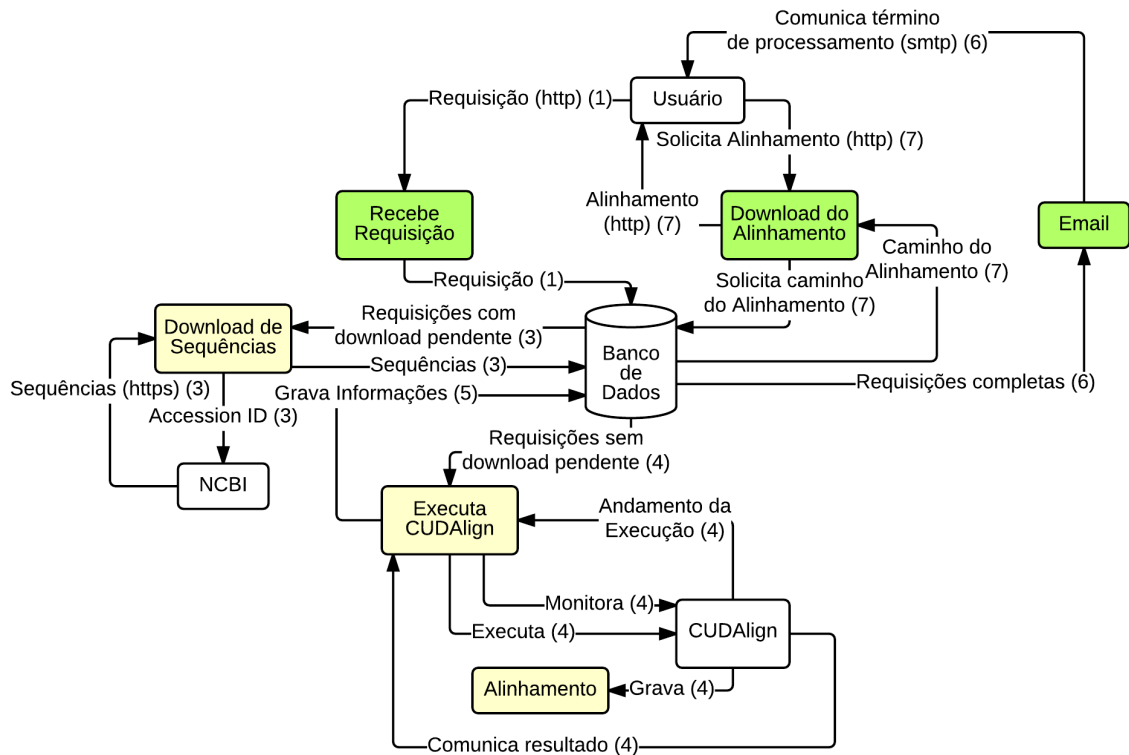 Comunica término
de processamento (smtp) (6)
Usuário
Requisição (http) (1)
Solicita Alinhamento (http) (7)
Recebe
Requisição
Alinhamento
(http) (7)
Download do
Alinhamento
Email
Caminho do
Alinhamento (7)
Requisição (1)
Solicita caminho
do Alinhamento (7)
Download de
Sequências
Requisições com
download pendente (3)
Banco
de
Dados
Sequências (3)
Sequências (https) (3)
Grava Informações (5)
Requisições completas (6)
Accession ID (3)
Requisições sem
download pendente (4)
NCBI
Executa
CUDAlign
Andamento da
Execução (4)
Monitora (4)
Executa (4)
CUDAlign
Alinhamento
Grava (4)
Comunica resultado (4)